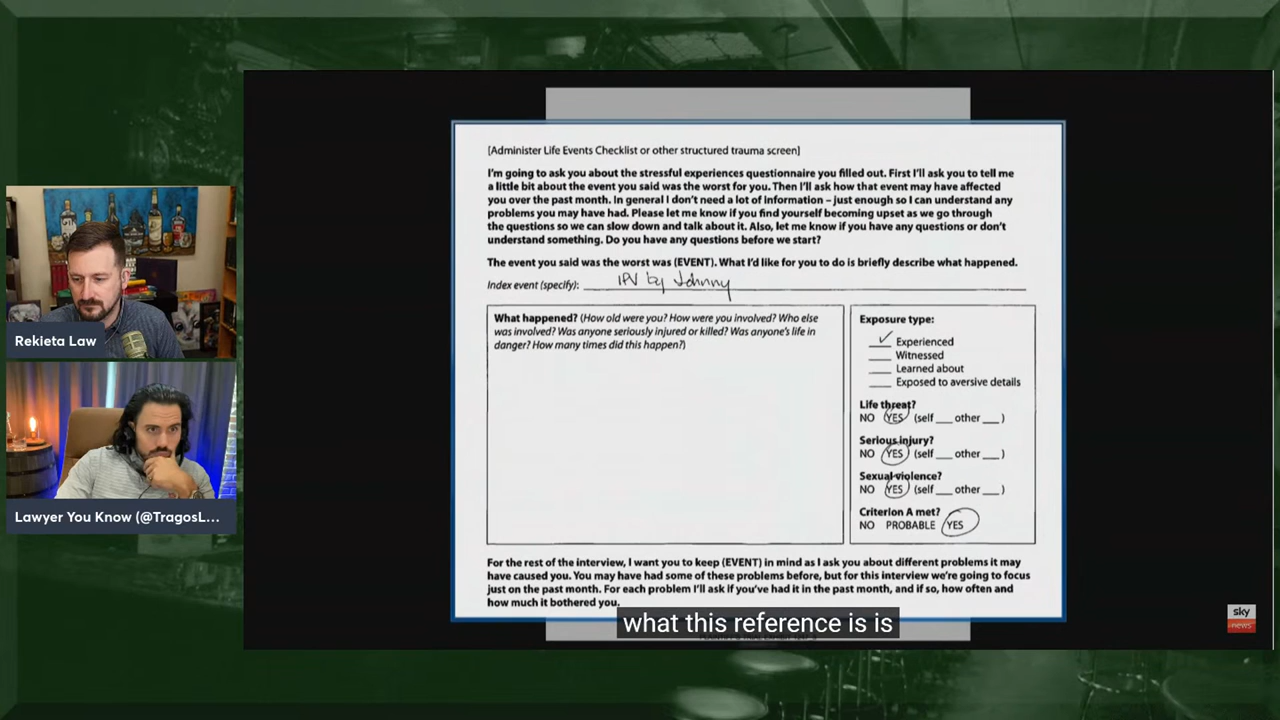 [Administer Life Events Checklist or other structured trauma screen]
I'm going to ask you about the stressful experiences questionnaire you filled out. First I'll ask you to tell me
a little bit about the event you said was the worst for you. Then I'll ask how that event may have affected
you over the past month. In general I don't need a lot of information – just enough so I can understand any
problems you may have had. Please let me know if you find yourself becoming upset as we go through
the questions so we can slow down and talk about it. Also, let me know if you have any questions or don't
understand something. Do you have any questions before we start?
The event you said was the worst was (EVENT). What I'd like for you to do is briefly describe what happened.
Index event (specify): IPV by Johnny
What happened? (How old were you? How were you involved? Who else
was involved? Was anyone seriously injured or killed? Was anyone's life in
danger? How many times did this happen?)
Exposure type:
✓ Experienced
___ Witnessed
___ Learned about
___ Exposed to aversive details
Life threat?
NO YES (self ___ other ___ )
Serious injury?
NO YES (self ___ other ___ )
Sexual violence?
NO YES (self ___ other ___ )
Criterion A met?
NO PROBABLE YES
For the rest of the interview, I want you to keep (EVENT) in mind as I ask you about different problems it may
have caused you. You may have had some of these problems before, but for this interview we're going to focus
just on the past month. For each problem I'll ask if you've had it in the past month, and if so, how often and
how much it bothered you.
what this reference is is
Rekieta Law
Lawyer You Know (@TragosL...
sky
news